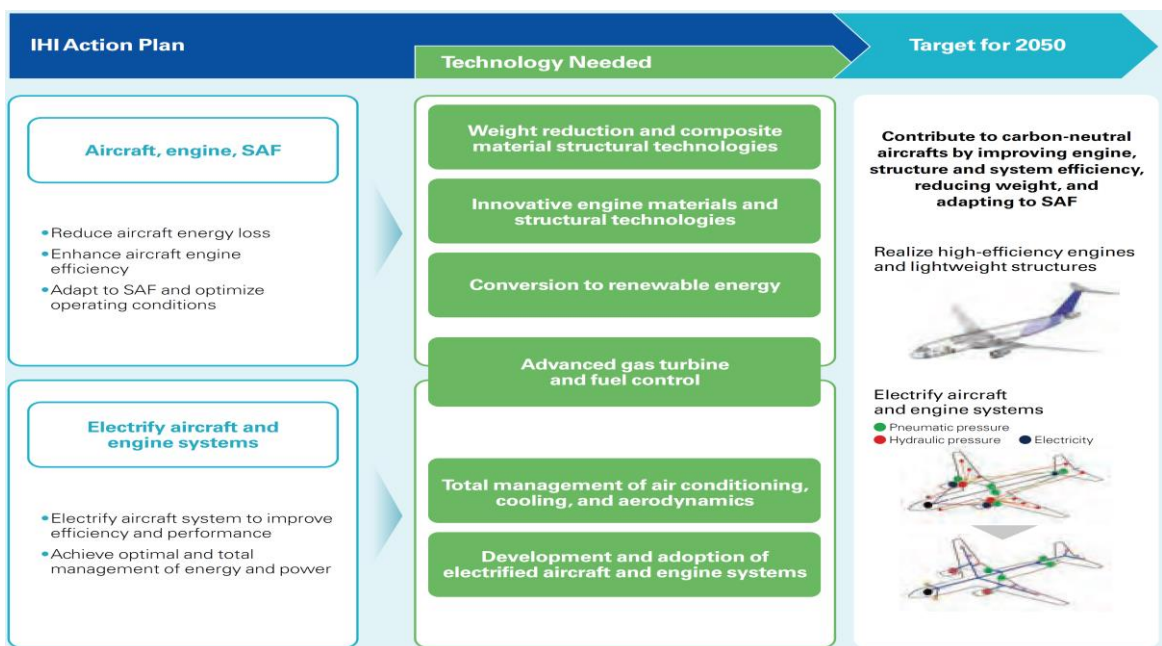 IHI Action Plan
Technology Needed
Target for 2050
Aircraft, engine, SAF
•Reduce aircraft energy loss
•Enhance aircraft engine
efficiency
•Adapt to SAF and optimize
operating conditions
Electrify aircraft and
engine systems
•Electrify aircraft system to improve
efficiency and performance
•Achieve optimal and total
management of energy and power
Weight reduction and composite
material structural technologies
Innovative engine materials and
structural technologies
Conversion to renewable energy
Advanced gas turbine
and fuel control
Total management of air conditioning,
cooling, and aerodynamics
Development and adoption of
electrified aircraft and engine systems
Contribute to carbon-neutral
aircrafts by improving engine,
structure and system efficiency,
reducing weight, and
adapting to SAF
Realize high-efficiency engines
and lightweight structures
Electrify aircraft
and engine systems
Pneumatic pressure
Hydraulic pressure
Electricity